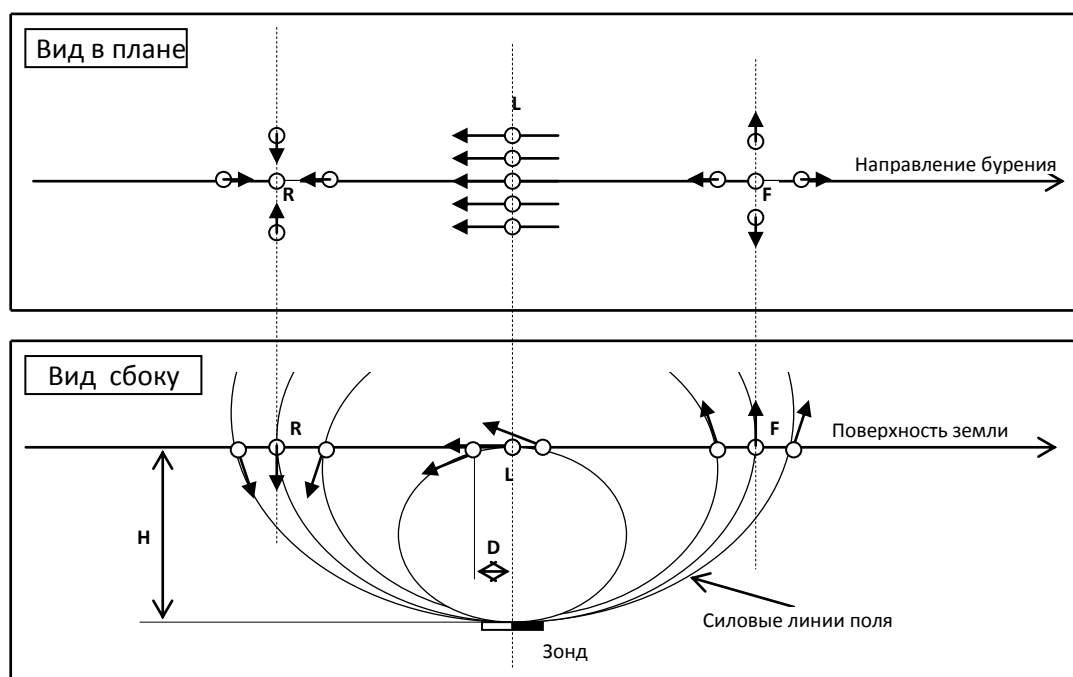 Вид в плане
L
Направление бурения
R
F
Вид сбоку
R
F
Поверхность земли
L
H
D
Силовые линии поля
Зонд